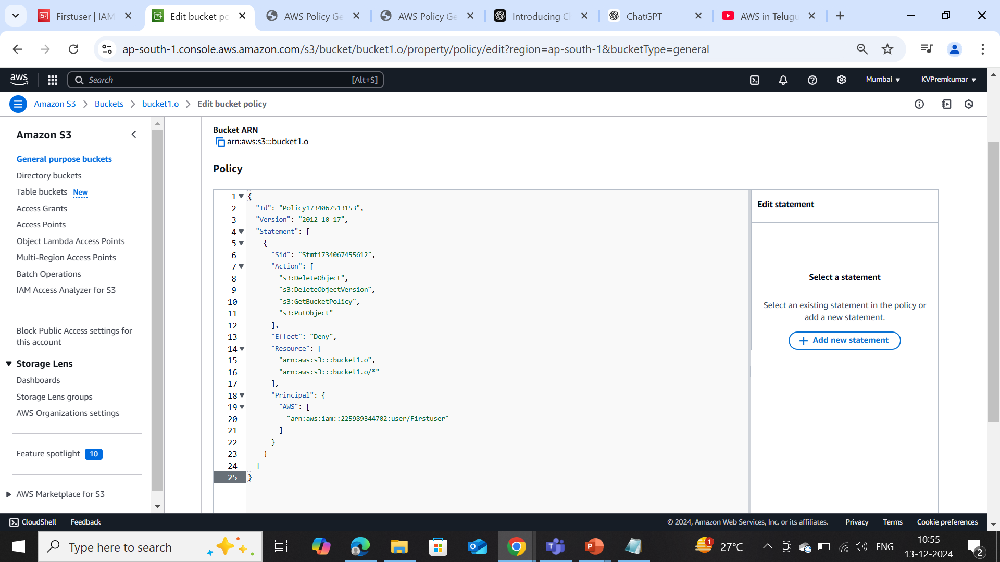 Firstuser | IAM
Edit bucket po
AWS Policy Ge
AWS Policy Ge
Introducing Ch
ChatGPT
AWS in Telugu
ap-south-1.console.aws.amazon.com/s3/bucket/bucket1.o/property/policy/edit?region=ap-south-1&bucketType=general
aws
Search
[Alt+S]
Mumbai
KVPremkumar
Amazon S3
Buckets
bucket1.o
Edit bucket policy
Amazon S3
General purpose buckets
Directory buckets
Table buckets New
Access Grants
Access Points
Object Lambda Access Points
Multi-Region Access Points
Batch Operations
IAM Access Analyzer for S3
Block Public Access settings for
this account
Storage Lens
Dashboards
Storage Lens groups
AWS Organizations settings
Feature spotlight 10
AWS Marketplace for S3
Bucket ARN
arn:aws:s3:::bucket1.o
Policy
1 {
2 "Id": "Policy1734067513153",
3 "Version": "2012-10-17",
4 "Statement": [
5 {
6 "Sid": "Stmt1734067455612",
7 "Action": [
8 "s3:DeleteObject",
9 "s3:DeleteObjectVersion",
10 "s3:GetBucketPolicy",
11 "s3:PutObject"
12 ],
13 "Effect": "Deny",
14 "Resource": [
15 "arn:aws:s3:::bucket1.o",
16 "arn:aws:s3:::bucket1.o/*"
17 ],
18 "Principal": {
19 "AWS": [
20 "arn:aws:iam::225989344702:user/Firstuser"
21 ]
22 }
23 }
24 ]
25 }
Edit statement
Select a statement
Select an existing statement in the policy or
add a new statement.
Add new statement
CloudShell
Feedback
© 2024, Amazon Web Services, Inc. or its affiliates.
Privacy
Terms
Cookie preferences
Type here to search
1
27°C
ENG
10:55
13-12-2024
2